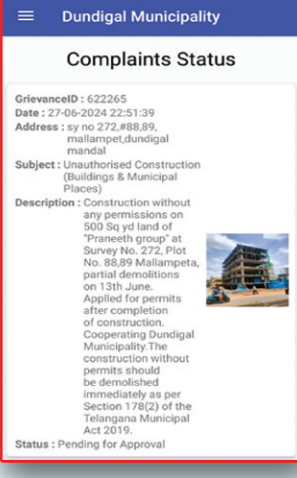 Dundigal Municipality
Complaints Status
GrievanceID : 622265
Date : 27-06-2024 22:51:39
Address : sy no 272,#88,89,
mallampet,dundigal
mandal
Subject : Unauthorised Construction
(Buildings & Municipal
Places)
Description : Construction without
any permissions on
500 Sq yd land of
"Praneeth group" at
Survey No. 272, Plot
No. 88,89 Mallampeta,
partial demolitions
on 13th June.
Applied for permits
after completion
of construction.
Cooperating Dundigal
Municipality.The
construction without
permits should
be demolished
immediately as per
Section 178(2) of the
Telangana Municipal
Act 2019.
Status : Pending for Approval